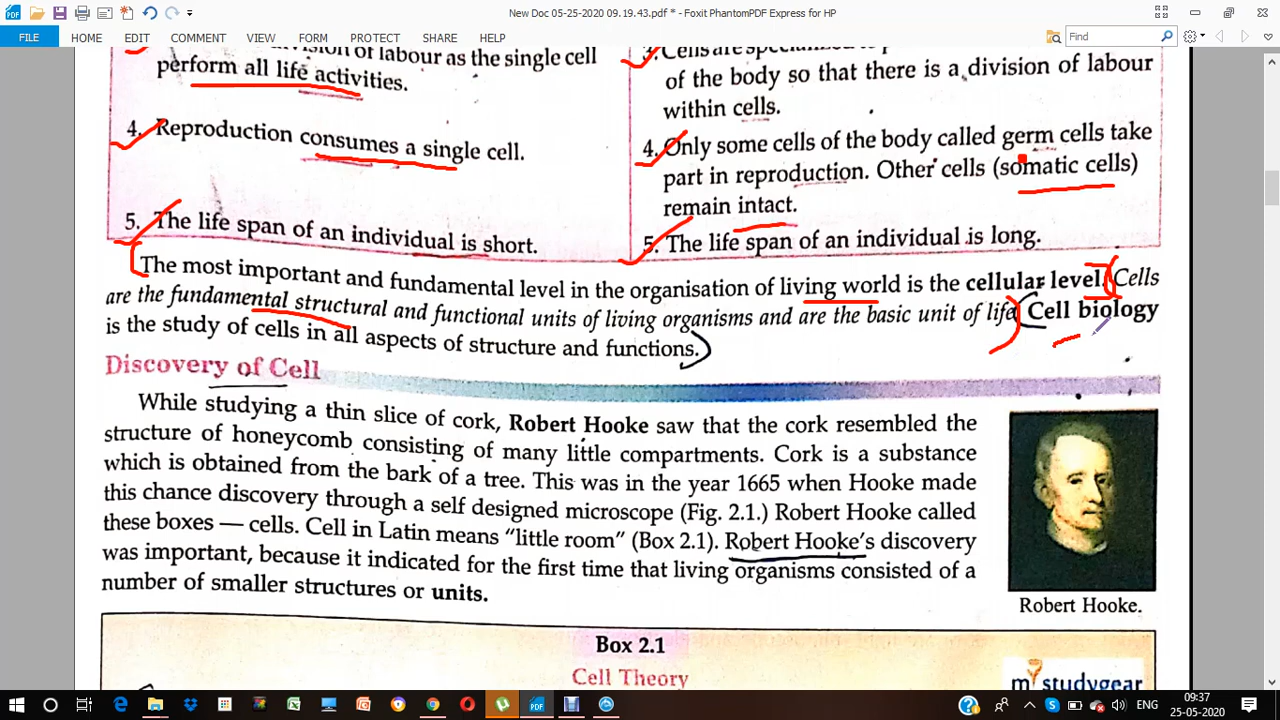 New Doc 05-25-2020 09.19.43.pdf * - Foxit PhantomPDF Express for HP
FILE HOME EDIT COMMENT VIEW FORM PROTECT SHARE HELP Find
of labour as the single cell
perform all life activities.
4. Reproduction consumes a single cell.
5. The life span of an individual is short.
3. Cells are
of the body so that there is a division of labour
within cells.
4. Only some cells of the body called germ cells take
part in reproduction. Other cells (somatic cells)
remain intact.
5. The life span of an individual is long.
The most important and fundamental level in the organisation of living world is the cellular level. Cells
are the fundamental structural and functional units of living organisms and are the basic unit of life. Cell biology
is the study of cells in all aspects of structure and functions.
Discovery of Cell
While studying a thin slice of cork, Robert Hooke saw that the cork resembled the
structure of honeycomb consisting of many little compartments. Cork is a substance
which is obtained from the bark of a tree. This was in the year 1665 when Hooke made
this chance discovery through a self designed microscope (Fig. 2.1.) Robert Hooke called
these boxes — cells. Cell in Latin means "little room" (Box 2.1). Robert Hooke's discovery
was important, because it indicated for the first time that living organisms consisted of a
number of smaller structures or units.
Robert Hooke.
Box 2.1
Cell Theory
my studygear
ENG
09:37
25-05-2020